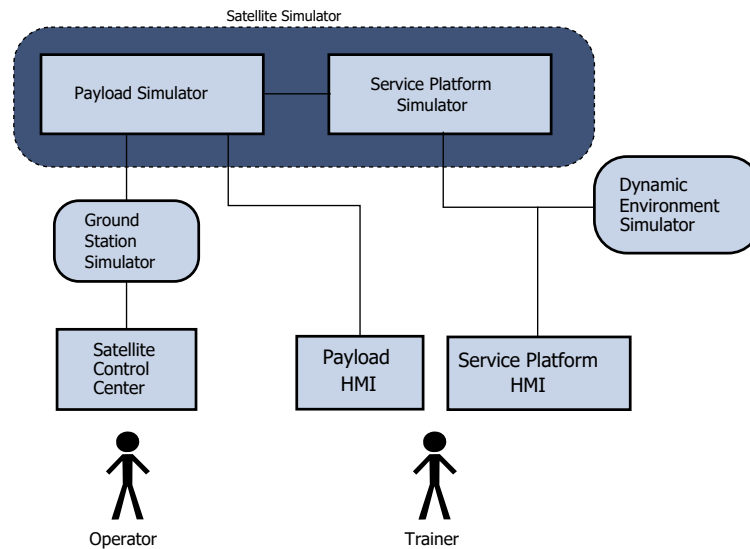 Satellite Simulator
Payload Simulator
Service Platform
Simulator
Dynamic
Environment
Simulator
Ground
Station
Simulator
Satellite
Control
Center
Payload
HMI
Service Platform
HMI
Operator
Trainer